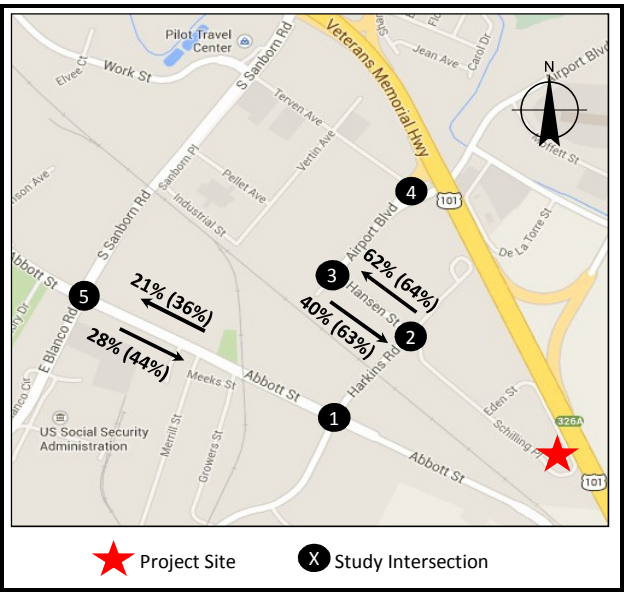 Pilot Travel
Center
Elvee Ct
Work St
S Sanborn Rd
Veterans Memorial Hwy
Jean Ave
Carol Dr
N
Airport Blvd
Moffett St
Terven Ave
Vertin Ave
Sanborn Pl
Pellet Ave
Industrial St
101
4
Airport Blvd
De La Torre St
S Sanborn Rd
Abbott St
5
21% (36%)
28% (44%)
3
62% (64%)
40% (63%)
Hansen St
2
Harkins Rd
E Blanco Rd
Meeks St
Abbott St
1
Merrill St
Growers St
US Social Security
Administration
Abbott St
Eden St
Schilling Pl
326A
101
Project Site
X Study Intersection